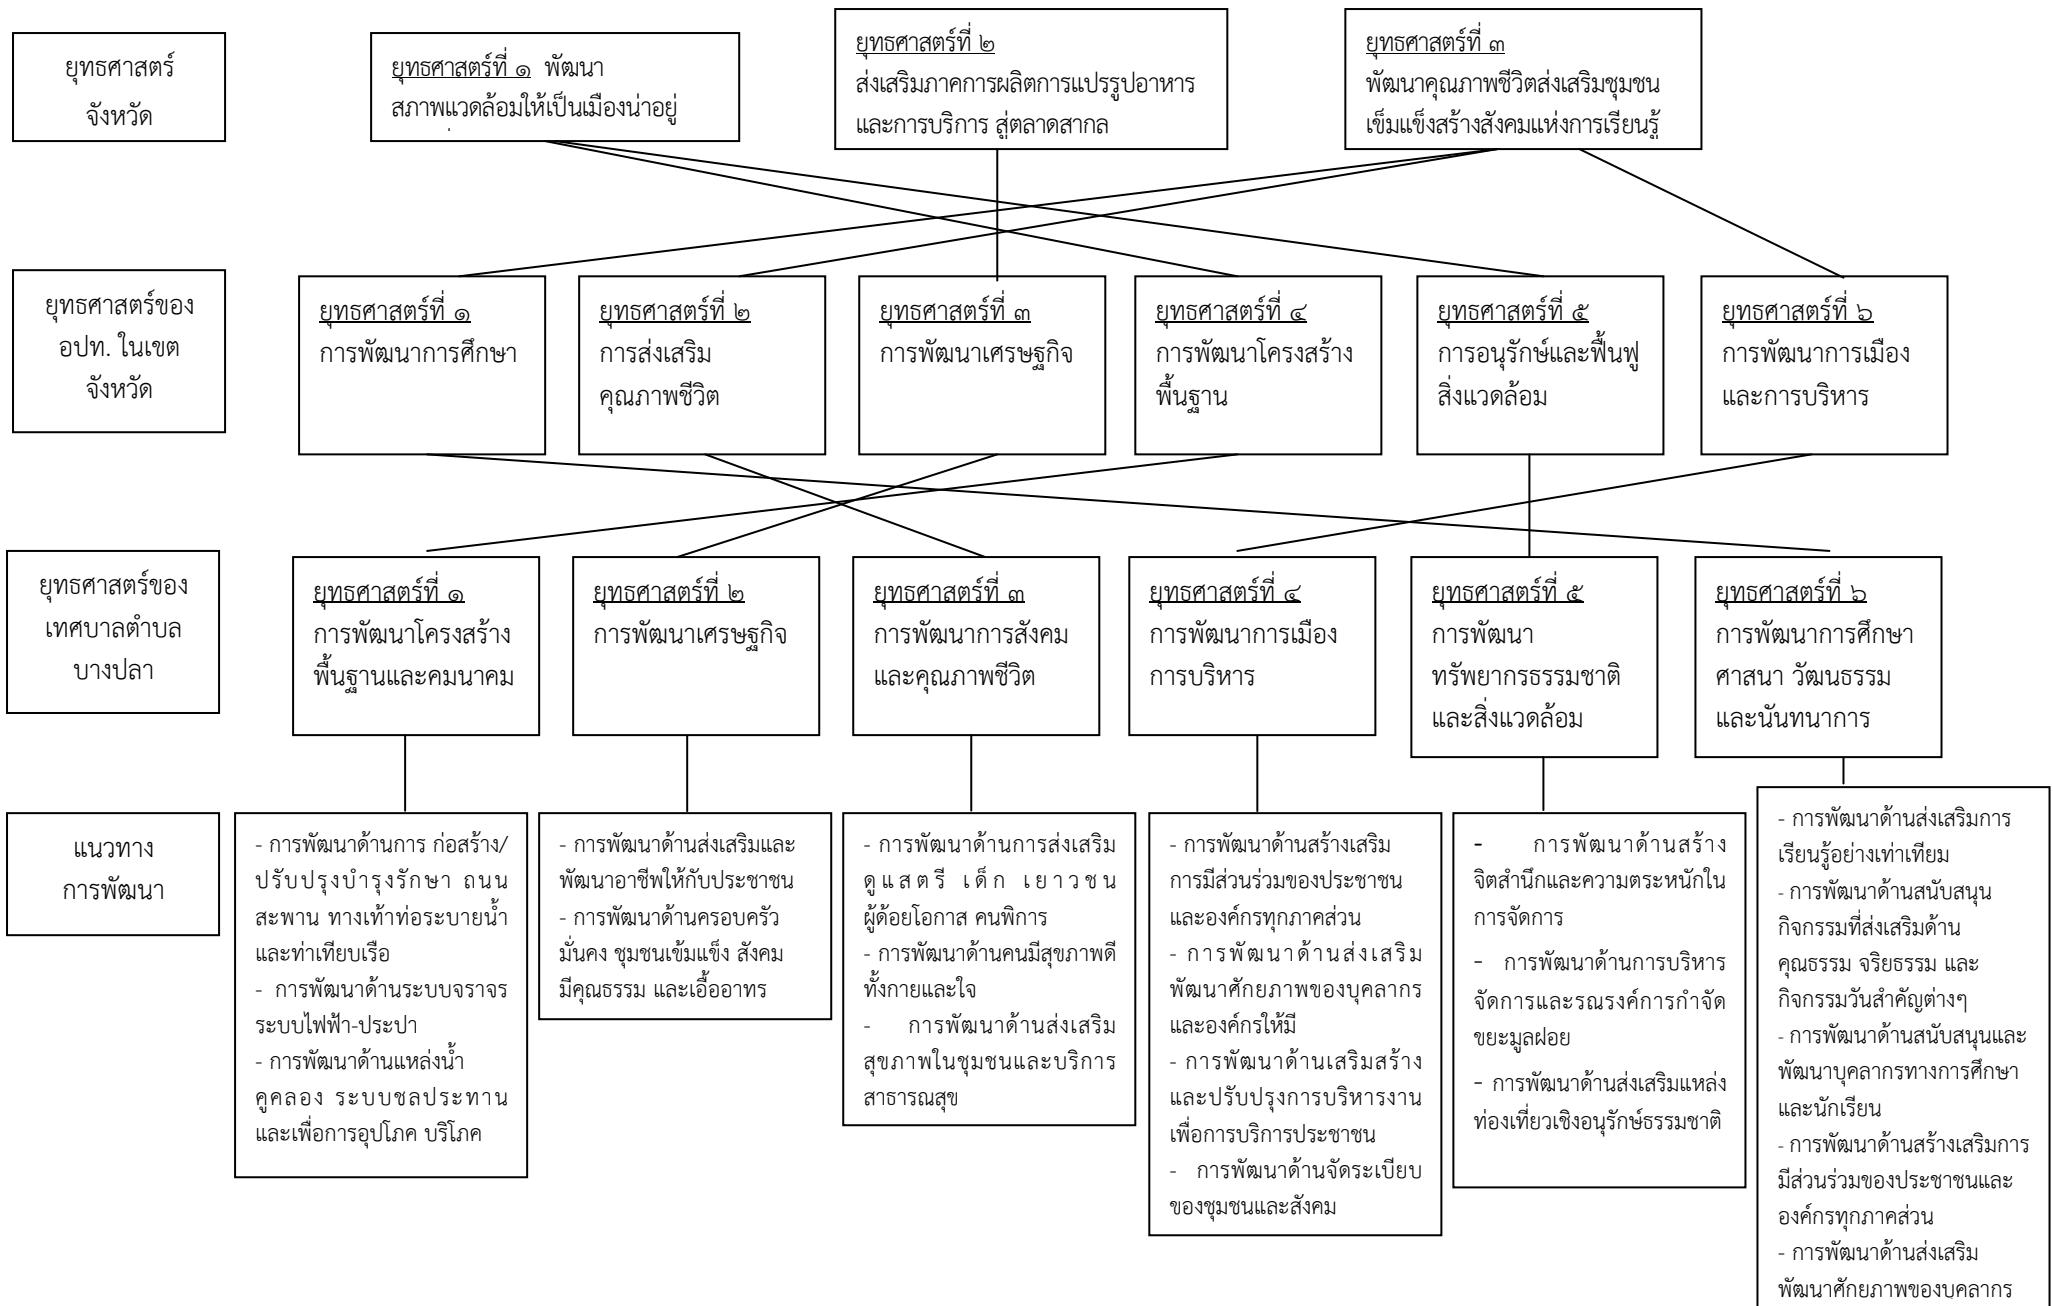 ยุทธศาสตร์
จังหวัด
ยุทธศาสตร์ที่ ๑ พัฒนา
สภาพแวดล้อมให้เป็นเมืองน่าอยู่
ยุทธศาสตร์ที่ ๒
ส่งเสริมภาคการผลิตการแปรรูปอาหาร
และการบริการ สู่ตลาดสากล
ยุทธศาสตร์ที่ ๓
พัฒนาคุณภาพชีวิตส่งเสริมชุมชน
เข็มแข็งสร้างสังคมแห่งการเรียนรู้
ยุทธศาสตร์ของ
อปท. ในเขต
จังหวัด
ยุทธศาสตร์ที่ ๑
การพัฒนาการศึกษา
ยุทธศาสตร์ที่ ๒
การส่งเสริม
คุณภาพชีวิต
ยุทธศาสตร์ที่ ๓
การพัฒนาเศรษฐกิจ
ยุทธศาสตร์ที่ ๔
การพัฒนาโครงสร้าง
พื้นฐาน
ยุทธศาสตร์ที่ ๕
การอนุรักษ์และฟื้นฟู
สิ่งแวดล้อม
ยุทธศาสตร์ที่ ๖
การพัฒนาการเมือง
และการบริหาร
ยุทธศาสตร์ของ
เทศบาลตำบล
บางปลา
ยุทธศาสตร์ที่ ๑
การพัฒนาโครงสร้าง
พื้นฐานและคมนาคม
ยุทธศาสตร์ที่ ๒
การพัฒนาเศรษฐกิจ
ยุทธศาสตร์ที่ ๓
การพัฒนาการสังคม
และคุณภาพชีวิต
ยุทธศาสตร์ที่ ๔
การพัฒนาการเมือง
การบริหาร
ยุทธศาสตร์ที่ ๕
การพัฒนา
ทรัพยากรธรรมชาติ
และสิ่งแวดล้อม
ยุทธศาสตร์ที่ ๖
การพัฒนาการศึกษา
ศาสนา วัฒนธรรม
และนันทนาการ
แนวทาง
การพัฒนา
- การพัฒนาด้านการ ก่อสร้าง/
ปรับปรุงบำรุงรักษา ถนน
สะพาน ทางเท้าท่อระบายน้ำ
และท่าเทียบเรือ
- การพัฒนาด้านระบบจราจร
ระบบไฟฟ้า-ประปา
- การพัฒนาด้านแหล่งน้ำ
คูคลอง ระบบชลประทาน
และเพื่อการอุปโภค บริโภค
- การพัฒนาด้านส่งเสริมและ
พัฒนาอาชีพให้กับประชาชน
- การพัฒนาด้านครอบครัว
มั่นคง ชุมชนเข้มแข็ง สังคม
มีคุณธรรม และเอื้ออาทร
- การพัฒนาด้านการส่งเสริม
ดูแสตรี เด็ก เยาวชน
ผู้ด้อยโอกาส คนพิการ
- การพัฒนาด้านคนมีสุขภาพดี
ทั้งกายและใจ
- การพัฒนาด้านส่งเสริม
สุขภาพในชุมชนและบริการ
สาธารณสุข
- การพัฒนาด้านสร้างเสริม
การมีส่วนร่วมของประชาชน
และองค์กรทุกภาคส่วน
- การพัฒนาด้านส่งเสริม
พัฒนาศักยภาพของบุคลากร
และองค์กรให้มี
- การพัฒนาด้านเสริมสร้าง
และปรับปรุงการบริหารงาน
เพื่อการบริการประชาชน
- การพัฒนาด้านจัดระเบียบ
ของชุมชนและสังคม
- การพัฒนาด้านสร้าง
จิตสำนึกและความตระหนักใน
การจัดการ
- การพัฒนาด้านการบริหาร
จัดการและรณรงค์การกำจัด
ขยะมูลฝอย
- การพัฒนาด้านส่งเสริมแหล่ง
ท่องเที่ยวเชิงอนุรักษ์ธรรมชาติ
- การพัฒนาด้านส่งเสริมการ
เรียนรู้อย่างเท่าเทียม
- การพัฒนาด้านสนับสนุน
กิจกรรมที่ส่งเสริมด้าน
คุณธรรม จริยธรรม และ
กิจกรรมวันสำคัญต่างๆ
- การพัฒนาด้านสนับสนุนและ
พัฒนาบุคลากรทางการศึกษา
และนักเรียน
- การพัฒนาด้านสร้างเสริมการ
มีส่วนร่วมของประชาชนและ
องค์กรทุกภาคส่วน
- การพัฒนาด้านส่งเสริม
พัฒนาศักยภาพของบุคลากร